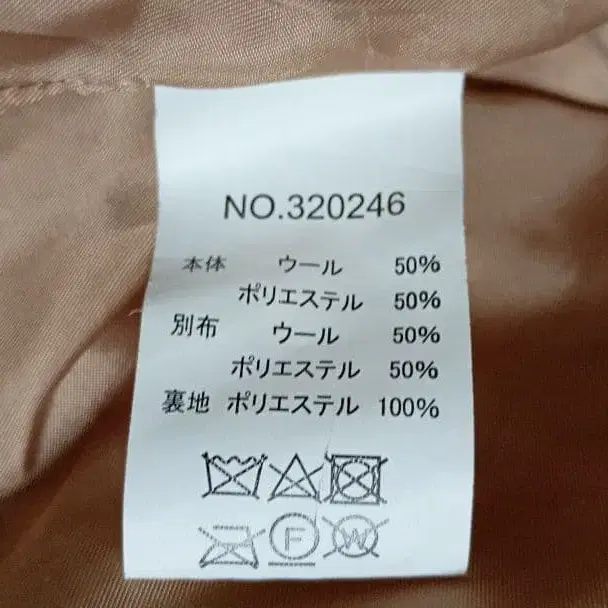 NO.320246
本体 ウール 50%
ポリエステル 50%
別布 ウール 50%
ポリエステル 50%
裏地 ポリエステル 100%
F W